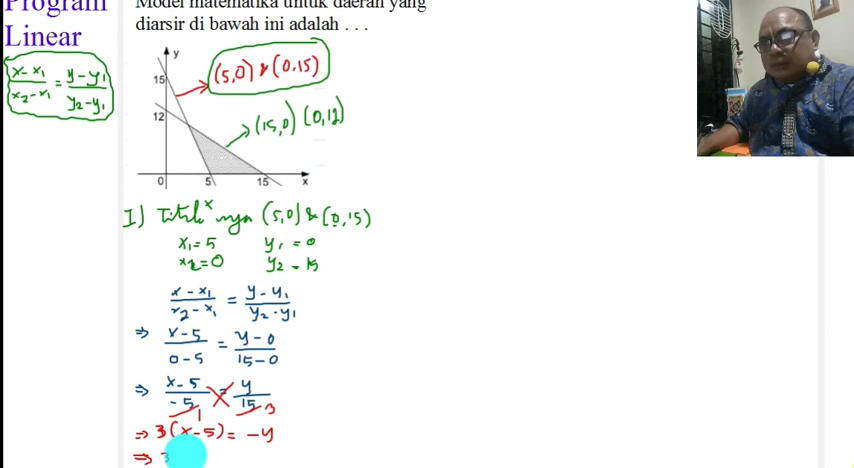 Program
Linear
Model matematika untuk daerah yang
diarsir di bawah ini adalah . . .
x-x₁/x₂-x₁ = y-y₁/y₂-y₁
y
15
12
0
5
15
x
(5,0) & (0,15)
(15,0) (0,12)
I) Titik² nya (5,0) & (0,15)
x₁=5 y₁=0
x₂=0 y₂=15
x-x₁/x₂-x₁ = y-y₁/y₂-y₁
⇒ x-5/0-5 = y-0/15-0
⇒ x-5/-5 = y/15
1 3
⇒ 3(x-5) = -y
⇒ 3